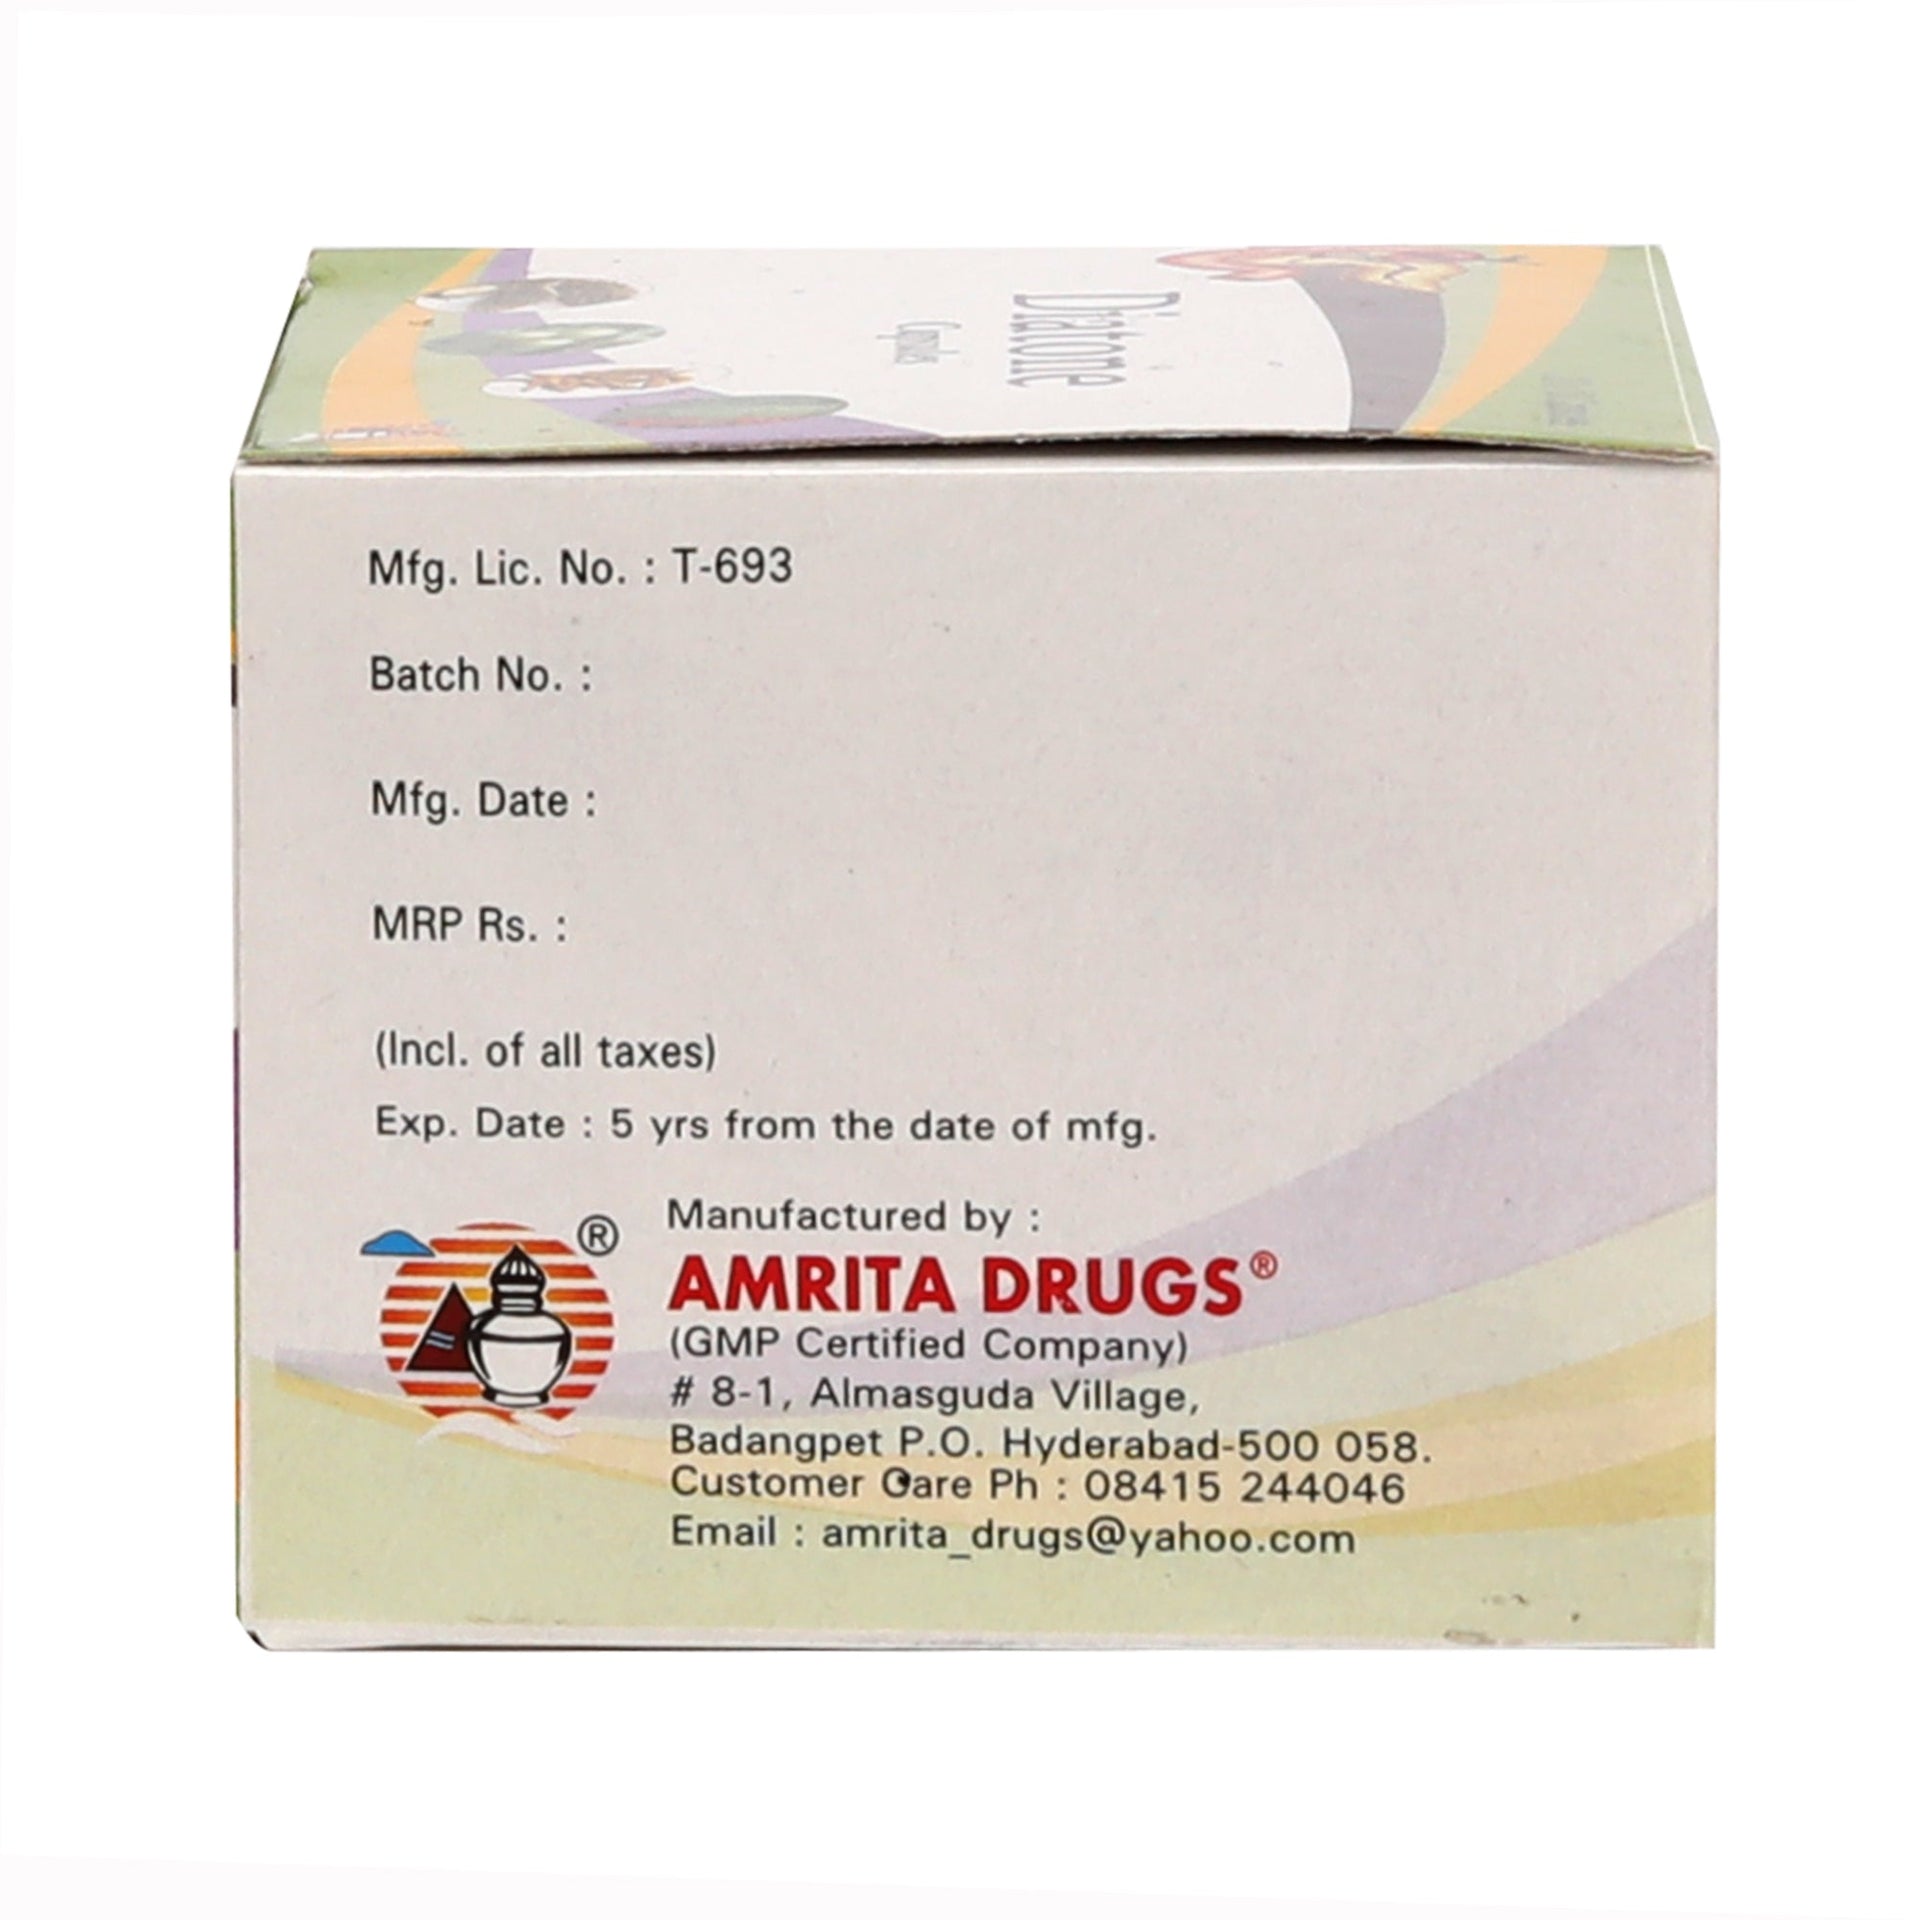 Diatone
Capsules
Mfg. Lic. No. : T-693
Batch No. :
Mfg. Date :
MRP Rs. :
(Incl. of all taxes)
Exp. Date : 5 yrs from the date of mfg.
®
Manufactured by :
AMRITA DRUGS®
(GMP Certified Company)
# 8-1, Almasguda Village,
Badangpet P.O. Hyderabad-500 058.
Customer Care Ph : 08415 244046
Email : amrita_drugs@yahoo.com